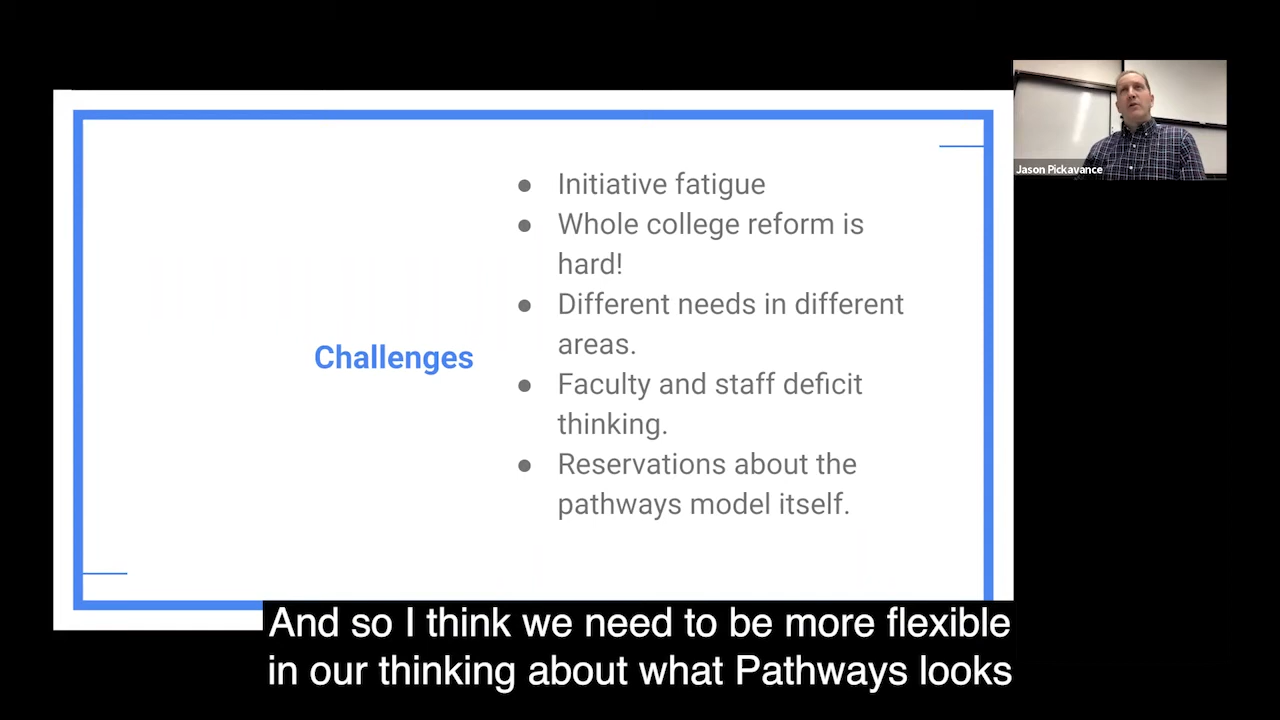 Challenges
● Initiative fatigue
● Whole college reform is
hard!
● Different needs in different
areas.
● Faculty and staff deficit
thinking.
● Reservations about the
pathways model itself.
Jason Pickavance
And so I think we need to be more flexible
in our thinking about what Pathways looks